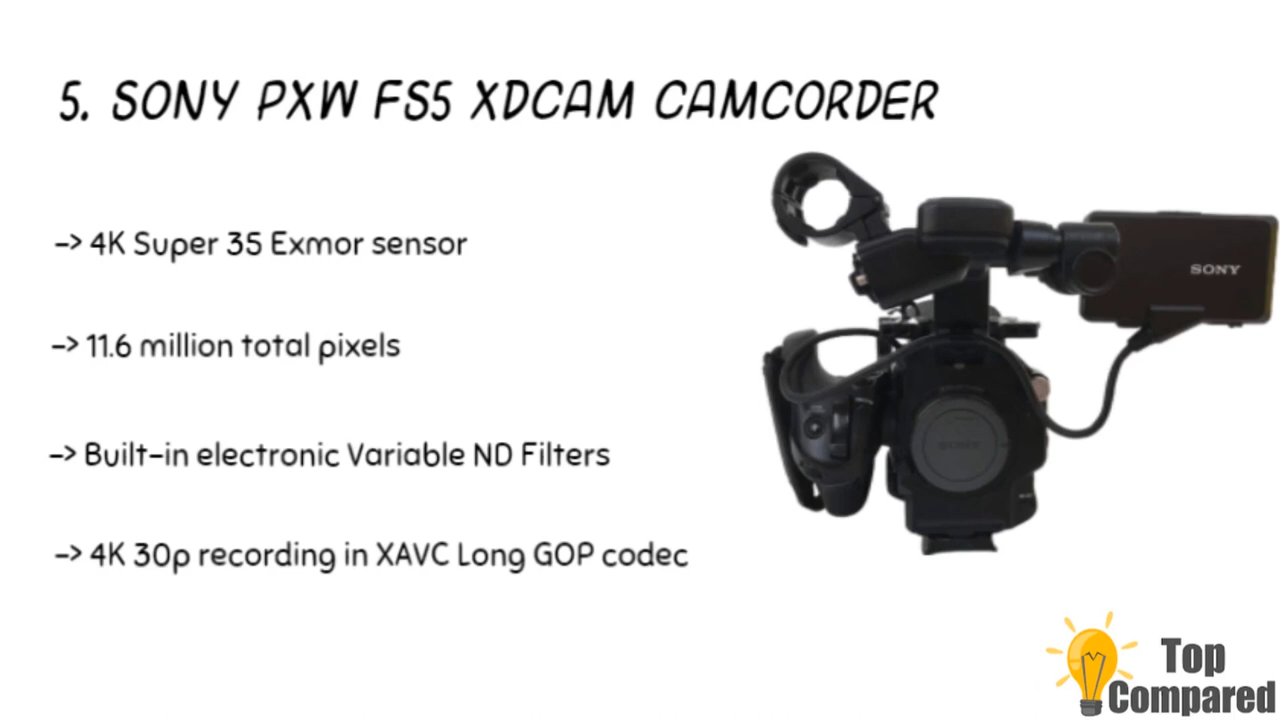 5. SONY PXW FS5 XDCAM CAMCORDER
-> 4K Super 35 Exmor sensor
-> 11.6 million total pixels
-> Built-in electronic Variable ND Filters
-> 4K 30p recording in XAVC Long GOP codec
SONY
SONY
Top
Compared